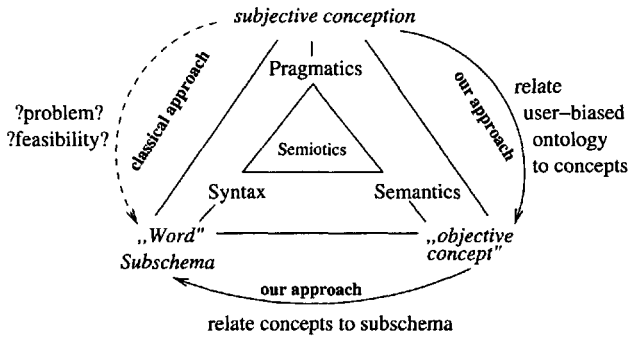 subjective conception
Pragmatics
classical approach
our approach
relate
user–biased
ontology
to concepts
?problem?
?feasibility?
Semiotics
Syntax
Semantics
„Word"
Subschema
„objective
concept"
our approach
relate concepts to subschema